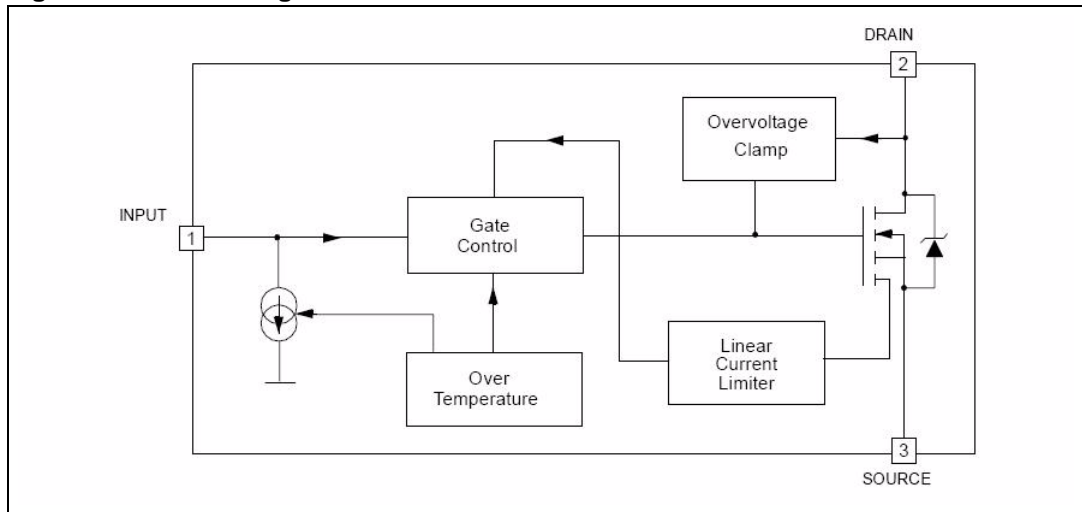 DRAIN
2
Overvoltage
Clamp
INPUT
1
Gate
Control
Linear
Current
Limiter
Over
Temperature
3
SOURCE